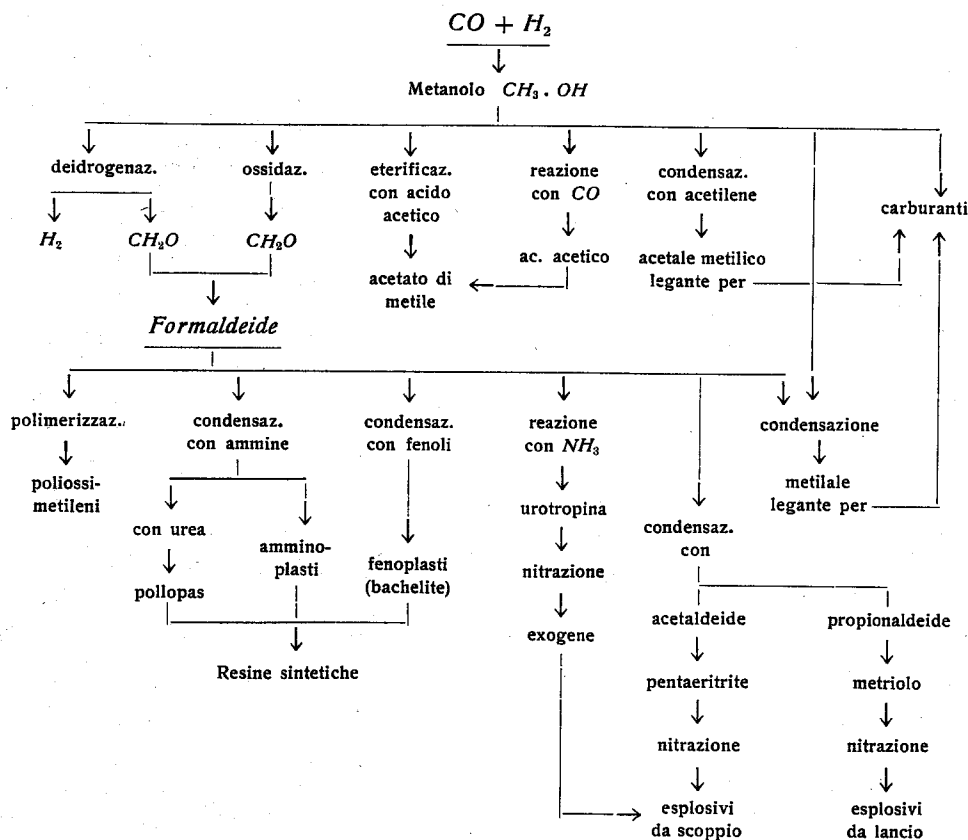 CO + H₂
Metanolo CH₃ . OH
deidrogenaz.
ossidaz.
eterificaz.
con acido
acetico
reazione
con CO
condensaz.
con acetilene
carburanti
H₂
CH₂O
CH₂O
acetato di
metile
ac. acetico
acetale metilico
legante per
Formaldeide
polimerizzaz.
condensaz.
con ammine
condensaz.
con fenoli
reazione
con NH₃
condensazione
poliossi-
metileni
metilale
legante per
con urea
ammino-
plasti
fenoplasti
(bachelite)
urotropina
condensaz.
con
pollopas
nitrazione
Resine sintetiche
exogene
acetaldeide
propionaldeide
pentaeritrite
metriolo
nitrazione
nitrazione
esplosivi
da scoppio
esplosivi
da lancio